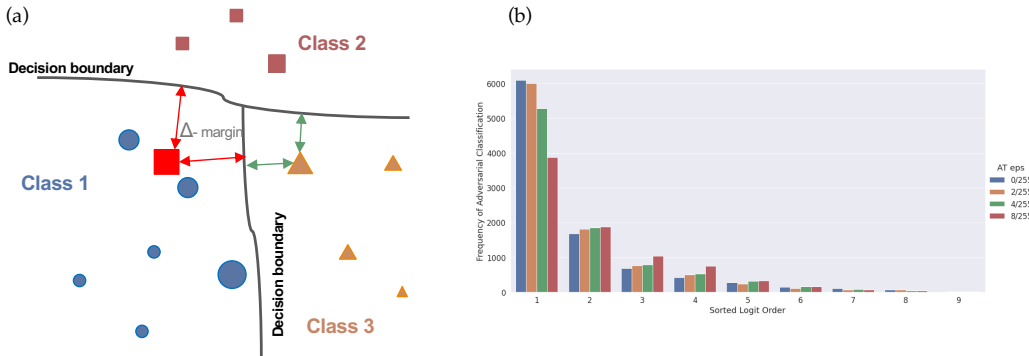 (a)
Class 2
Decision boundary
Δ- margin
Class 1
Decision boundary
Class 3
(b)
Frequency of Adversarial Classification
6000
5000
4000
3000
2000
1000
0
1 2 3 4 5 6 7 8 9
Sorted Logit Order
AT eps
0/255
2/255
4/255
8/255